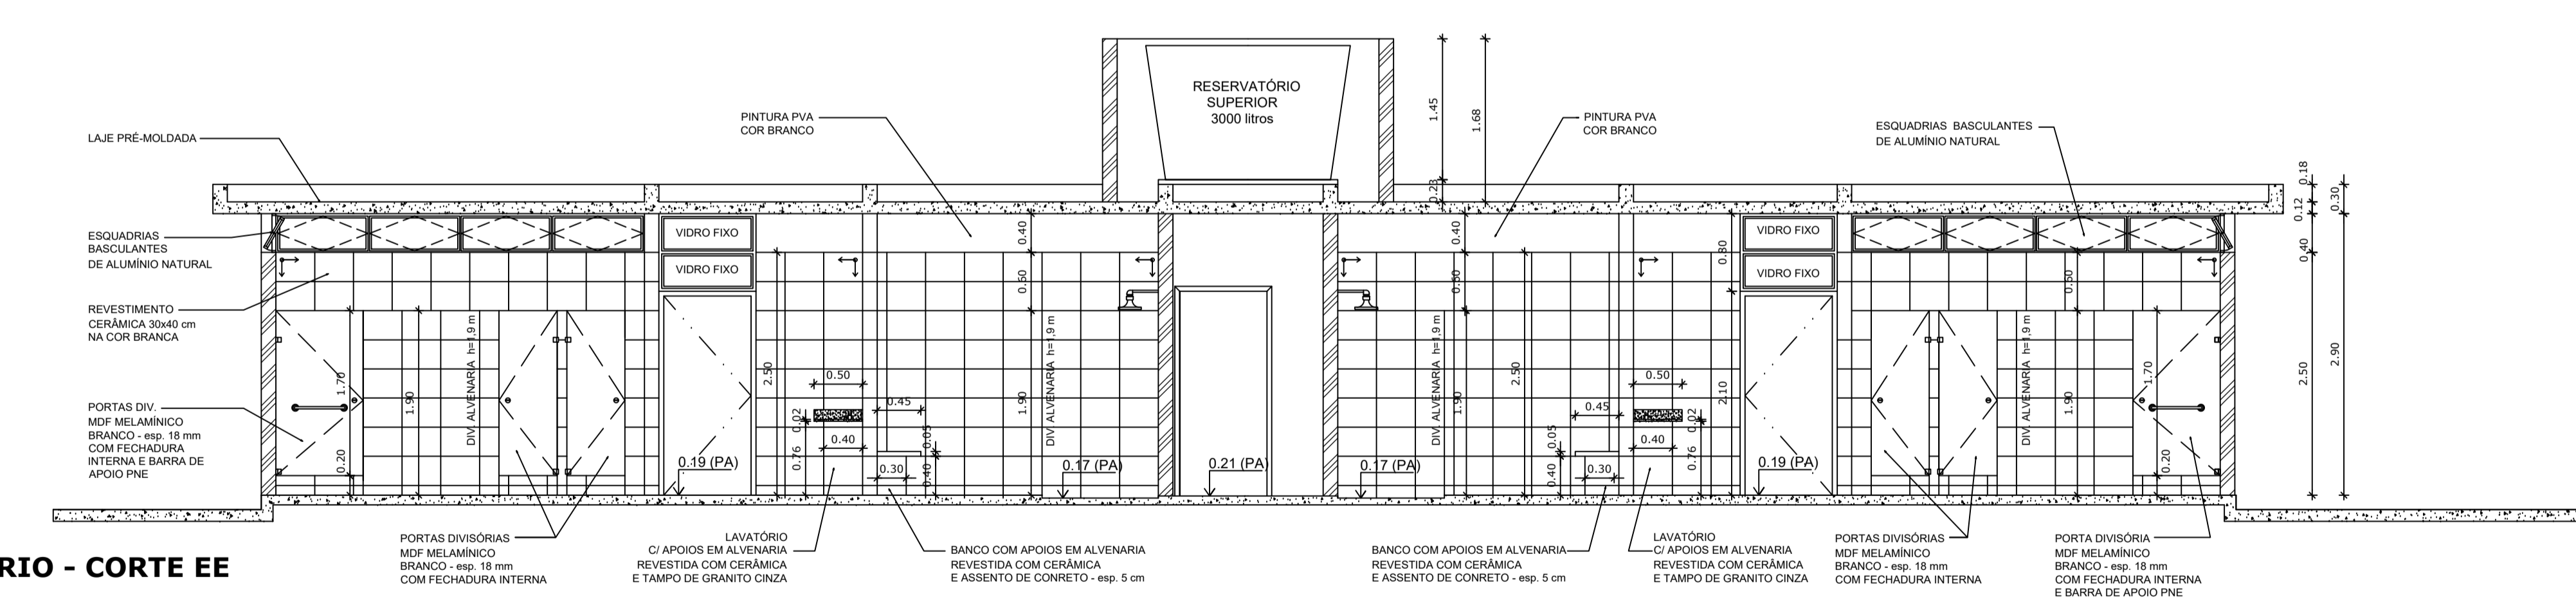 RESERVATÓRIO
SUPERIOR
3000 litros
1.45
1.68
0.23
LAJE PRÉ-MOLDADA
PINTURA PVA
COR BRANCO
PINTURA PVA
COR BRANCO
ESQUADRIAS BASCULANTES
DE ALUMÍNIO NATURAL
0.18
0.12
0.30
0.40
2.50
2.90
ESQUADRIAS
BASCULANTES
DE ALUMÍNIO NATURAL
REVESTIMENTO
CERÂMICA 30x40 cm
NA COR BRANCA
PORTAS DIV.
MDF MELAMÍNICO
BRANCO - esp. 18 mm
COM FECHADURA
INTERNA E BARRA DE
APOIO PNE
1.70
0.20
1.90
DIV. ALVENARIA h=1,9 m
VIDRO FIXO
VIDRO FIXO
0.19 (PA)
2.50
0.50
0.02
0.76
0.40
0.45
0.05
0.30
0.40
0.40
0.60
1.90
DIV. ALVENARIA h=1,9 m
0.17 (PA)
0.21 (PA)
0.17 (PA)
DIV. ALVENARIA h=1,9 m
0.40
0.60
1.90
2.50
0.45
0.05
0.40
0.30
0.50
0.02
0.40
0.76
0.80
2.10
VIDRO FIXO
VIDRO FIXO
0.19 (PA)
DIV. ALVENARIA h=1,9 m
0.60
1.90
1.70
0.20
RIO - CORTE EE
PORTAS DIVISÓRIAS
MDF MELAMÍNICO
BRANCO - esp. 18 mm
COM FECHADURA INTERNA
LAVATÓRIO
C/ APOIOS EM ALVENARIA
REVESTIDA COM CERÂMICA
E TAMPO DE GRANITO CINZA
BANCO COM APOIOS EM ALVENARIA
REVESTIDA COM CERÂMICA
E ASSENTO DE CONRETO - esp. 5 cm
BANCO COM APOIOS EM ALVENARIA
REVESTIDA COM CERÂMICA
E ASSENTO DE CONRETO - esp. 5 cm
LAVATÓRIO
C/ APOIOS EM ALVENARIA
REVESTIDA COM CERÂMICA
E TAMPO DE GRANITO CINZA
PORTAS DIVISÓRIAS
MDF MELAMÍNICO
BRANCO - esp. 18 mm
COM FECHADURA INTERNA
PORTA DIVISÓRIA
MDF MELAMÍNICO
BRANCO - esp. 18 mm
COM FECHADURA INTERNA
E BARRA DE APOIO PNE